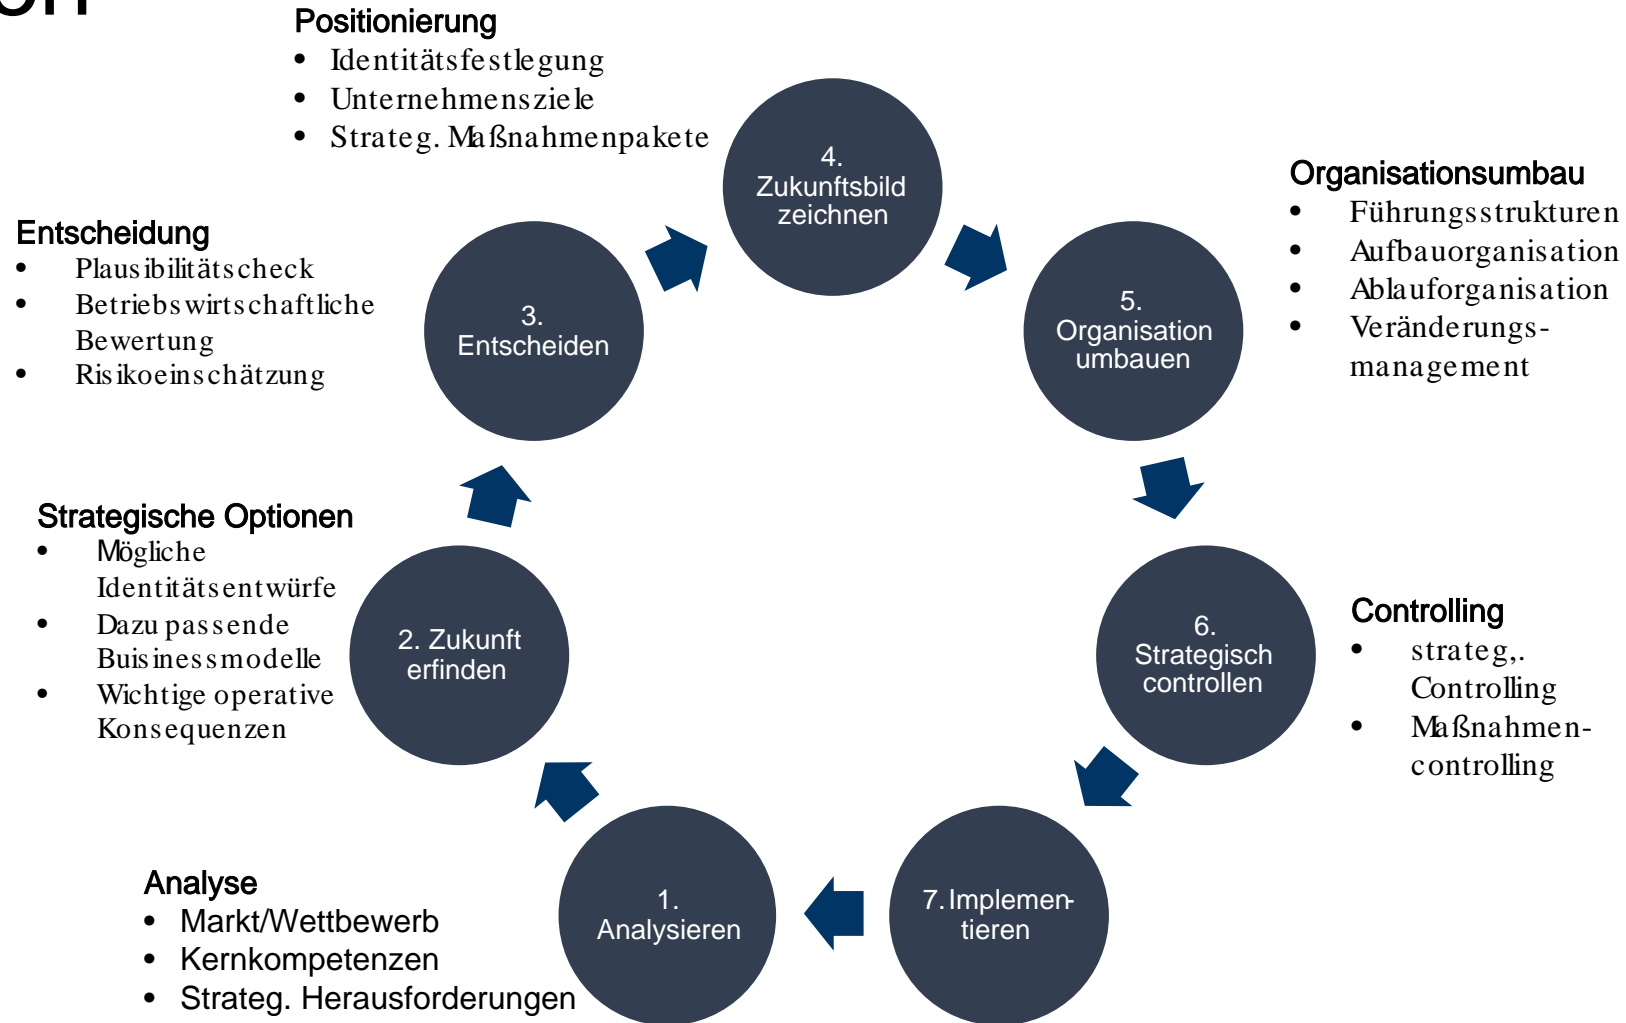 Positionierung
• Identitätsfestlegung
• Unternehmensziele
• Strateg. Maßnahmenpakete
4.
Zukunftsbild
zeichnen
Organisationsumbau
• Führungsstrukturen
• Aufbauorganisation
• Ablauforganisation
• Veränderungs-
management
Entscheidung
• Plausibilitätscheck
• Betriebswirtschaftliche
Bewertung
• Risikoeinschätzung
3.
Entscheiden
5.
Organisation
umbauen
Strategische Optionen
• Mögliche
Identitätsentwürfe
• Dazu passende
Buisinessmodelle
• Wichtige operative
Konsequenzen
2. Zukunft
erfinden
6.
Strategisch
controllen
Controlling
• strateg,.
Controlling
• Maßnahmen-
controlling
Analyse
• Markt/Wettbewerb
• Kernkompetenzen
• Strateg. Herausforderungen
1.
Analysieren
7. Implemen-
tieren